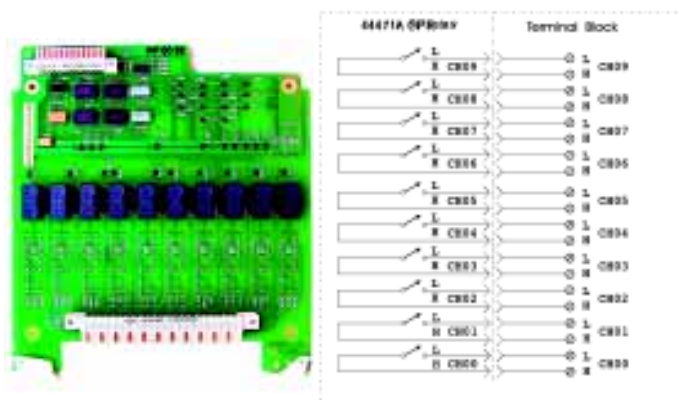 44471A GP Relay
Terminal Block
L
H CH09
L
H
CH09
L
H CH08
L
H
CH08
L
H CH07
L
H
CH07
L
H CH06
L
H
CH06
L
H CH05
L
H
CH05
L
H CH04
L
H
CH04
L
H CH03
L
H
CH03
L
H CH02
L
H
CH02
L
H CH01
L
H
CH01
L
H CH00
L
H
CH00